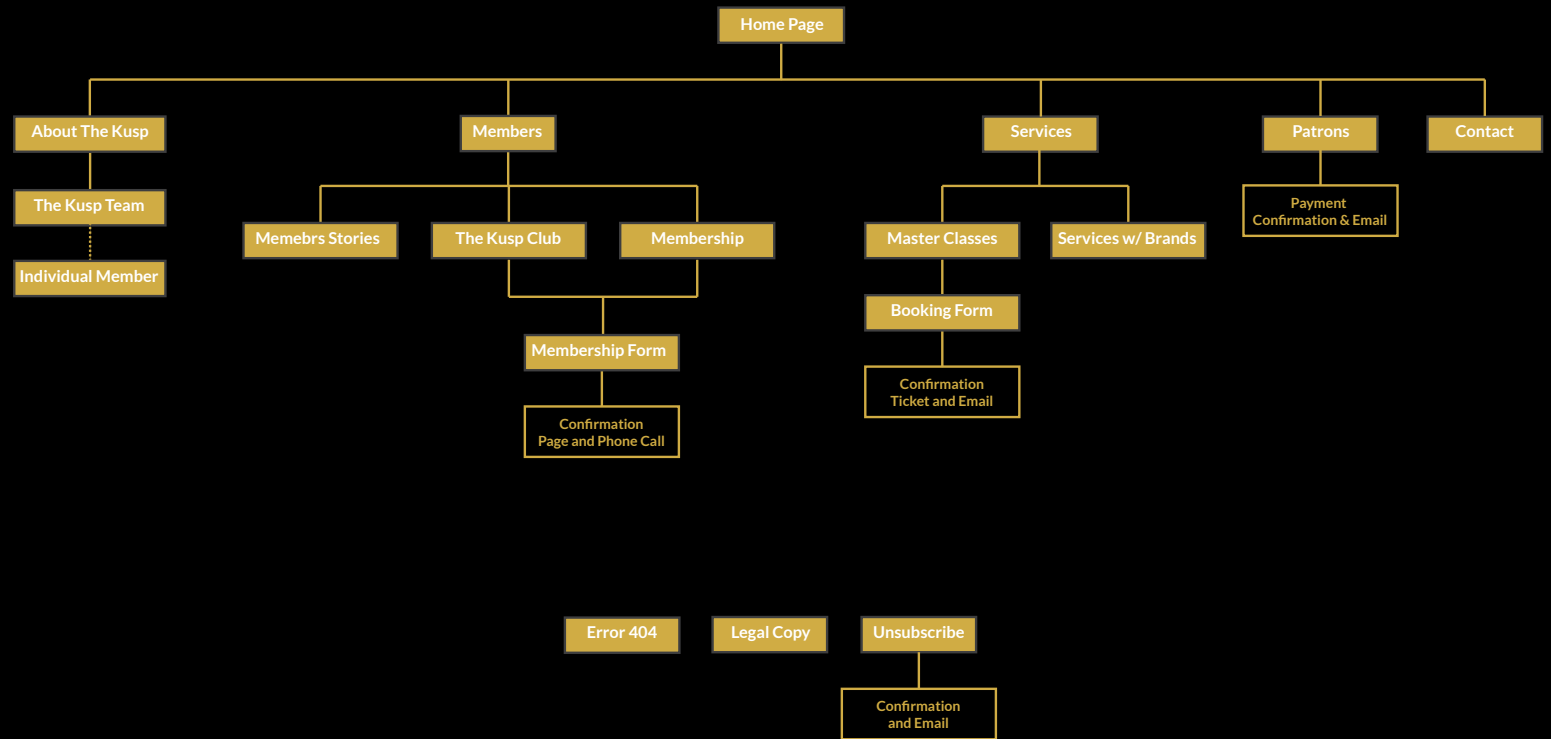 Home Page
About The Kusp
Members
Services
Patrons
Contact
The Kusp Team
Payment
Confirmation & Email
Memebrs Stories
The Kusp Club
Membership
Master Classes
Services w/ Brands
Individual Member
Booking Form
Membership Form
Confirmation
Ticket and Email
Confirmation
Page and Phone Call
Error 404
Legal Copy
Unsubscribe
Confirmation
and Email